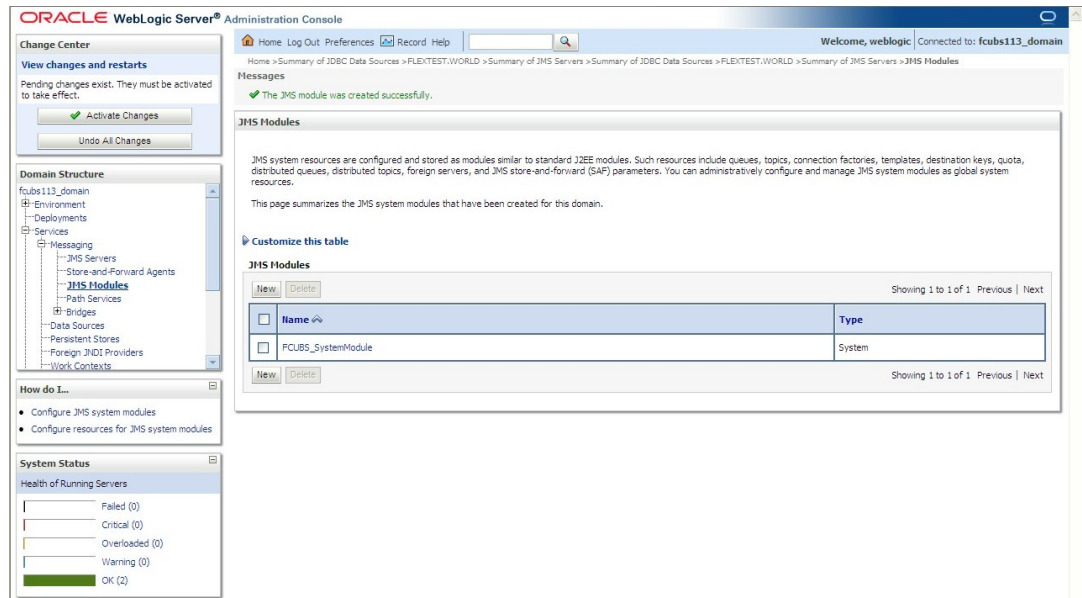 ORACLE WebLogic Server® Administration Console
Change Center
View changes and restarts
Pending changes exist. They must be activated
to take effect.
Activate Changes
Undo All Changes
Domain Structure
fcubs113_domain
Environment
Deployments
Services
Messaging
JMS Servers
Store-and-Forward Agents
JMS Modules
Path Services
Bridges
Data Sources
Persistent Stores
Foreign JNDI Providers
Work Contexts
How do I...
Configure JMS system modules
Configure resources for JMS system modules
System Status
Health of Running Servers
Failed (0)
Critical (0)
Overloaded (0)
Warning (0)
OK (2)
Home Log Out Preferences Record Help
Welcome, weblogic Connected to: fcubs113_domain
Home >Summary of JDBC Data Sources >FLEXTEST.WORLD >Summary of JMS Servers >Summary of JDBC Data Sources >FLEXTEST.WORLD >Summary of JMS Servers >JMS Modules
Messages
The JMS module was created successfully.
JMS Modules
JMS system resources are configured and stored as modules similar to standard J2EE modules. Such resources include queues, topics, connection factories, templates, destination keys, quota,
distributed queues, distributed topics, foreign servers, and JMS store-and-forward (SAF) parameters. You can administratively configure and manage JMS system modules as global system
resources.
This page summarizes the JMS system modules that have been created for this domain.
Customize this table
JMS Modules
New Delete Showing 1 to 1 of 1 Previous | Next
Name Type
FCUBS_SystemModule System
New Delete Showing 1 to 1 of 1 Previous | Next